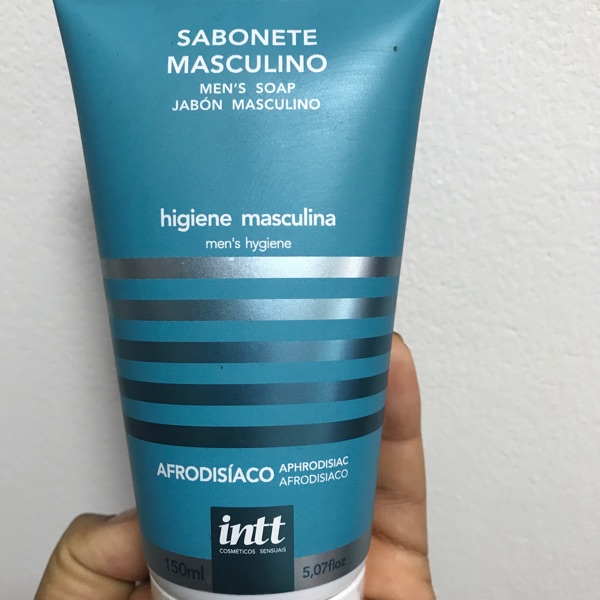 SABONETE
MASCULINO
MEN'S SOAP
JABÓN MASCULINO
higiene masculina
men's hygiene
AFRODISÍACO APHRODISIAC
AFRODISIACO
intt
COSMÉTICOS SENSUAIS
150ml 5,07floz